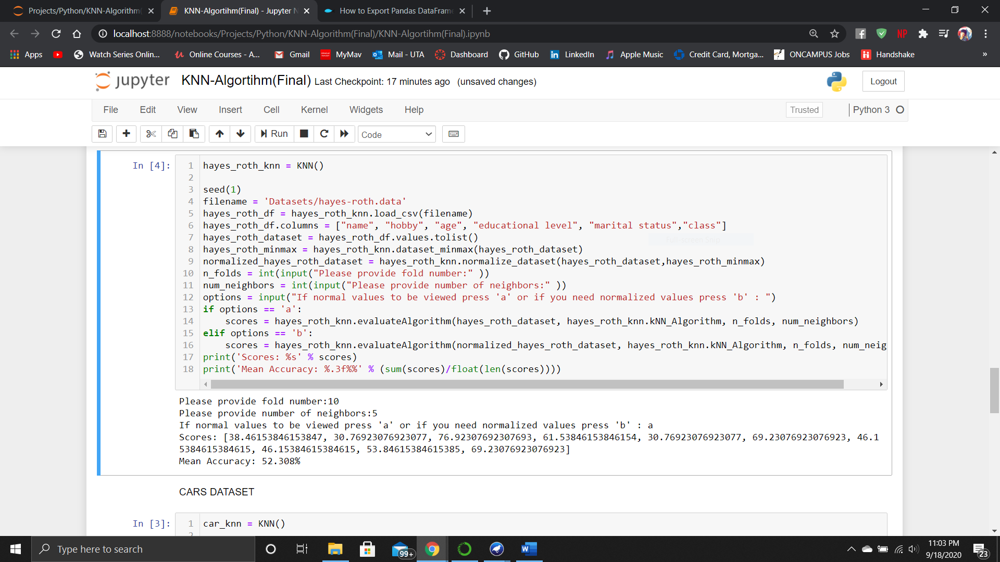 Projects/Python/KNN-Algorithm(
KNN-Algortihm(Final) - Jupyter N
How to Export Pandas DataFrame
localhost:8888/notebooks/Projects/Python/KNN-Algorithm(Final)/KNN-Algortihm(Final).ipynb
NP
Apps
Watch Series Onlin...
Online Courses - A...
Gmail
MyMav
Mail - UTA
Dashboard
GitHub
LinkedIn
Apple Music
Credit Card, Mortga...
ONCAMPUS Jobs
Handshake
»
jupyter KNN-Algortihm(Final) Last Checkpoint: 17 minutes ago (unsaved changes)
Logout
File Edit View Insert Cell Kernel Widgets Help
Trusted
Python 3
Run
Code
In [4]:
1 hayes_roth_knn = KNN()
2
3 seed(1)
4 filename = 'Datasets/hayes-roth.data'
5 hayes_roth_df = hayes_roth_knn.load_csv(filename)
6 hayes_roth_df.columns = ["name", "hobby", "age", "educational level", "marital status","class"]
7 hayes_roth_dataset = hayes_roth_df.values.tolist()
Full-screen Snip
8 hayes_roth_minmax = hayes_roth_knn.dataset_minmax(hayes_roth_dataset)
9 normalized_hayes_roth_dataset = hayes_roth_knn.normalize_dataset(hayes_roth_dataset,hayes_roth_minmax)
10 n_folds = int(input("Please provide fold number:" ))
11 num_neighbors = int(input("Please provide number of neighbors:" ))
12 options = input("If normal values to be viewed press 'a' or if you need normalized values press 'b' : ")
13 if options == 'a':
14     scores = hayes_roth_knn.evaluateAlgorithm(hayes_roth_dataset, hayes_roth_knn.kNN_Algorithm, n_folds, num_neighbors)
15 elif options == 'b':
16     scores = hayes_roth_knn.evaluateAlgorithm(normalized_hayes_roth_dataset, hayes_roth_knn.kNN_Algorithm, n_folds, num_neig
17 print('Scores: %s' % scores)
18 print('Mean Accuracy: %.3f%%' % (sum(scores)/float(len(scores))))
Please provide fold number:10
Please provide number of neighbors:5
If normal values to be viewed press 'a' or if you need normalized values press 'b' : a
Scores: [38.46153846153847, 30.76923076923077, 76.92307692307693, 61.53846153846154, 30.76923076923077, 69.23076923076923, 46.1
5384615384615, 46.15384615384615, 53.84615384615385, 69.23076923076923]
Mean Accuracy: 52.308%
CARS DATASET
In [3]:
1 car_knn = KNN()
2
Type here to search
99+
W
11:03 PM
9/18/2020
23